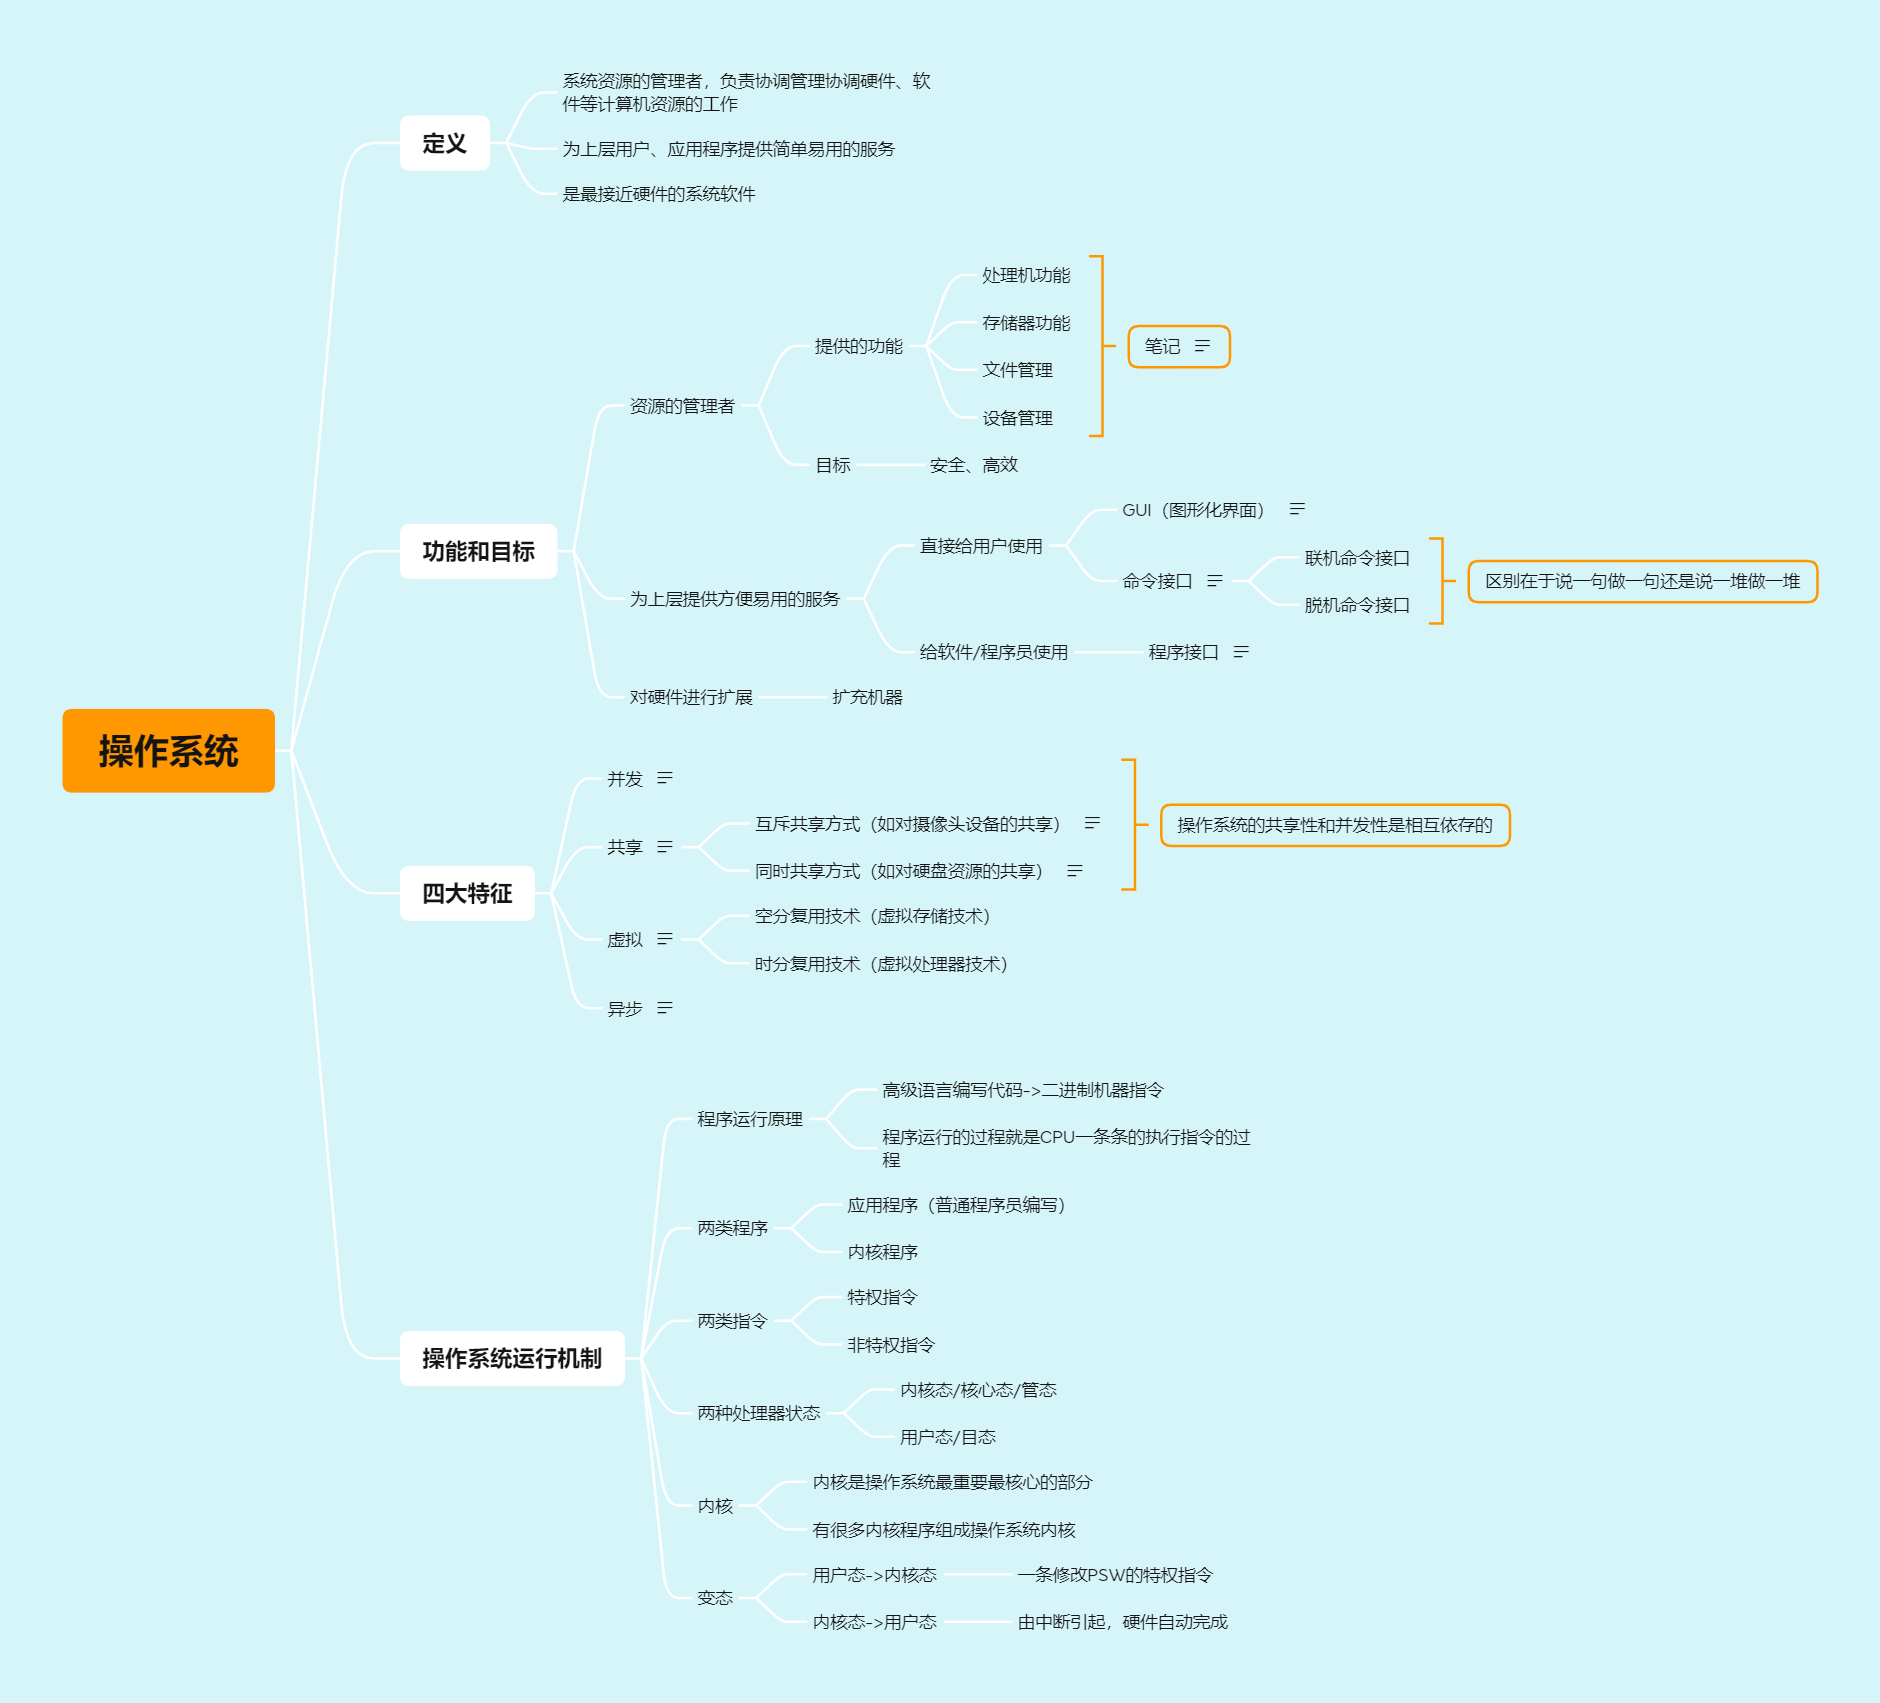 操作系统
定义
系统资源的管理者，负责协调管理协调硬件、软
件等计算机资源的工作
为上层用户、应用程序提供简单易用的服务
是最接近硬件的系统软件
功能和目标
资源的管理者
提供的功能
处理机功能
存储器功能
文件管理
设备管理
笔记
目标
安全、高效
为上层提供方便易用的服务
直接给用户使用
GUI（图形化界面）
命令接口
联机命令接口
脱机命令接口
区别在于说一句做一句还是说一堆做一堆
给软件/程序员使用
程序接口
对硬件进行扩展
扩充机器
四大特征
并发
共享
互斥共享方式（如对摄像头设备的共享）
同时共享方式（如对硬盘资源的共享）
操作系统的共享性和并发性是相互依存的
虚拟
空分复用技术（虚拟存储技术）
时分复用技术（虚拟处理器技术）
异步
操作系统运行机制
程序运行原理
高级语言编写代码->二进制机器指令
程序运行的过程就是CPU一条条的执行指令的过
程
两类程序
应用程序（普通程序员编写）
内核程序
两类指令
特权指令
非特权指令
两种处理器状态
内核态/核心态/管态
用户态/目态
内核
内核是操作系统最重要最核心的部分
有很多内核程序组成操作系统内核
变态
用户态->内核态
一条修改PSW的特权指令
内核态->用户态
由中断引起，硬件自动完成